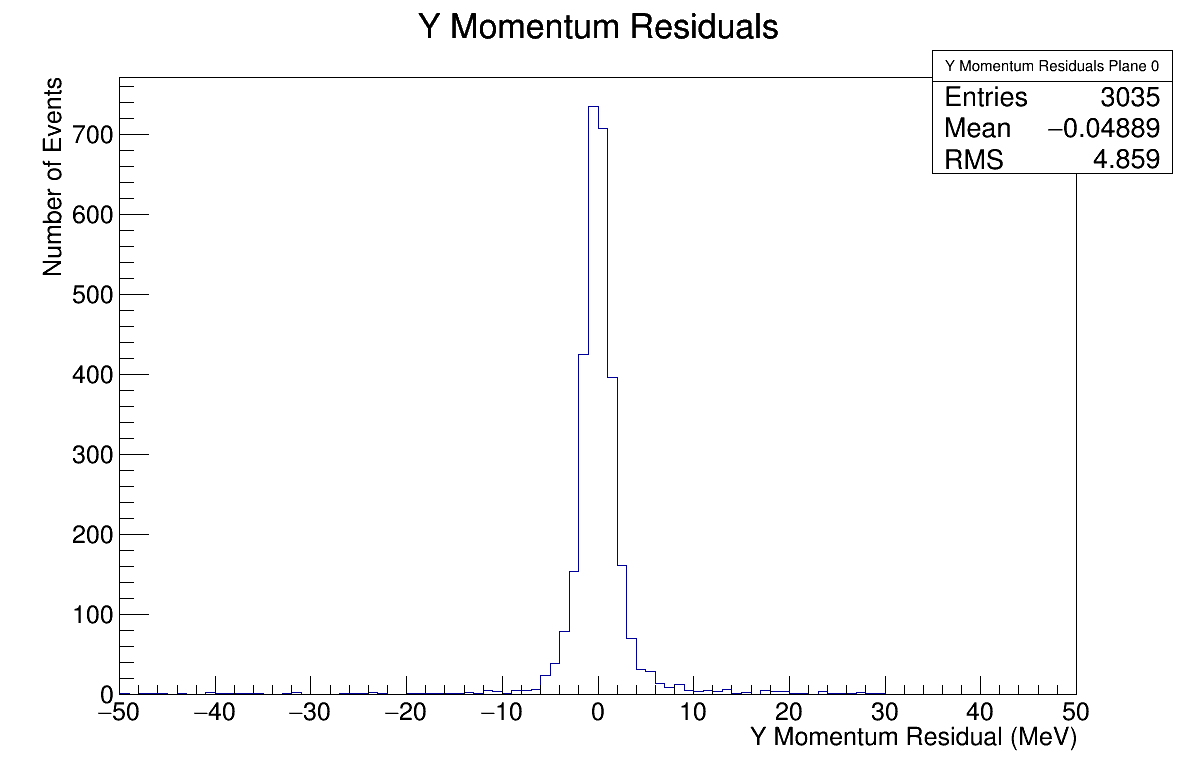 Y Momentum Residuals
Y Momentum Residuals Plane 0
Entries 3035
Mean −0.04889
RMS 4.859
Number of Events
700
600
500
400
300
200
100
0
−50 −40 −30 −20 −10 0 10 20 30 40 50
Y Momentum Residual (MeV)